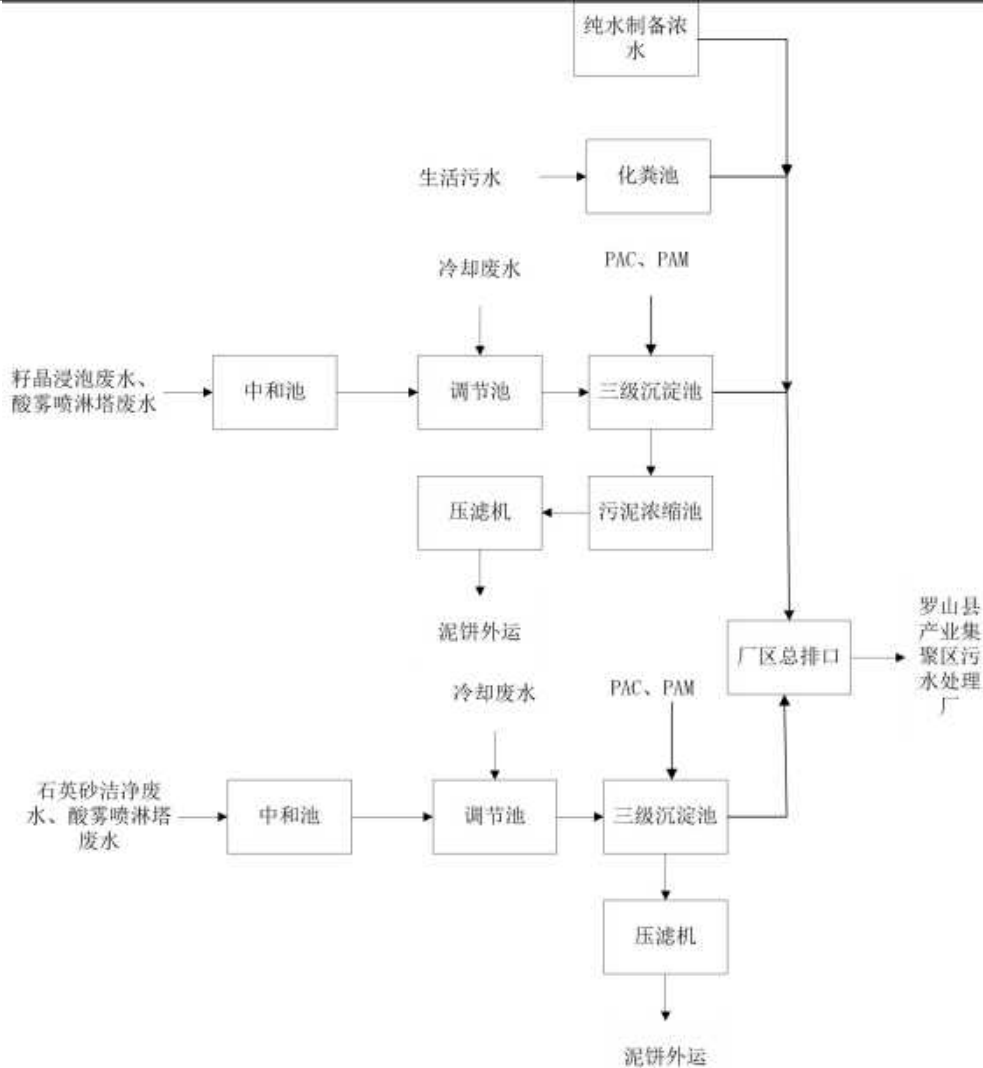 纯水制备浓
水
生活污水
化粪池
冷却废水
PAC、PAM
籽晶浸泡废水、
酸雾喷淋塔废水
中和池
调节池
三级沉淀池
压滤机
污泥浓缩池
泥饼外运
厂区总排口
罗山县
产业集
聚区污
水处理
厂
冷却废水
PAC、PAM
石英砂洁净废
水、酸雾喷淋塔
废水
中和池
调节池
三级沉淀池
压滤机
泥饼外运